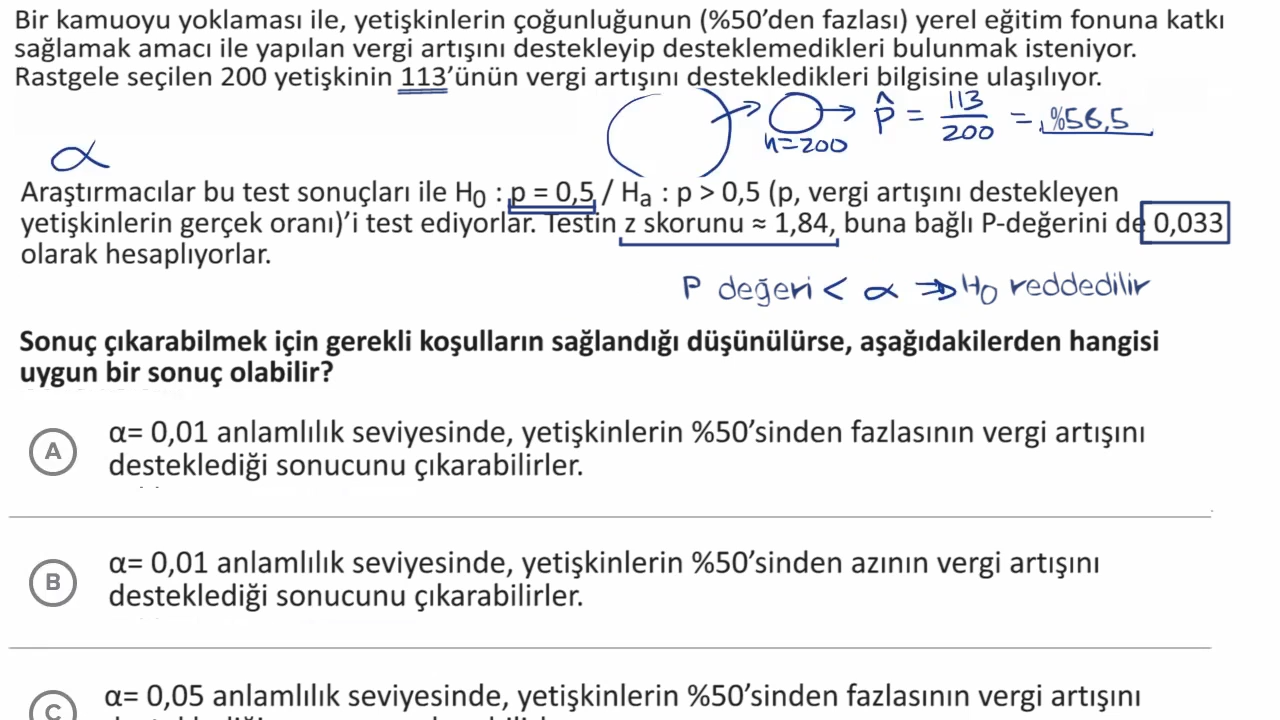 Bir kamuoyu yoklaması ile, yetişkinlerin çoğunluğunun (%50’den fazlası) yerel eğitim fonuna katkı
sağlamak amacı ile yapılan vergi artışını destekleyip desteklemedikleri bulunmak isteniyor.
Rastgele seçilen 200 yetişkinin 113’ünün vergi artışını destekledikleri bilgisine ulaşılıyor.
n=200 p̂ = 113/200 = %56,5
α
Araştırmacılar bu test sonuçları ile H₀ : p = 0,5 / Hₐ : p > 0,5 (p, vergi artışını destekleyen
yetişkinlerin gerçek oranı)’i test ediyorlar. Testin z skorunu ≈ 1,84, buna bağlı P-değerini de 0,033
olarak hesaplıyorlar.
P değeri < α ⇒ H₀ reddedilir
Sonuç çıkarabilmek için gerekli koşulların sağlandığı düşünülürse, aşağıdakilerden hangisi
uygun bir sonuç olabilir?
A α= 0,01 anlamlılık seviyesinde, yetişkinlerin %50’sinden fazlasının vergi artışını
desteklediği sonucunu çıkarabilirler.
B α= 0,01 anlamlılık seviyesinde, yetişkinlerin %50’sinden azının vergi artışını
desteklediği sonucunu çıkarabilirler.
C α= 0,05 anlamlılık seviyesinde, yetişkinlerin %50’sinden fazlasının vergi artışını